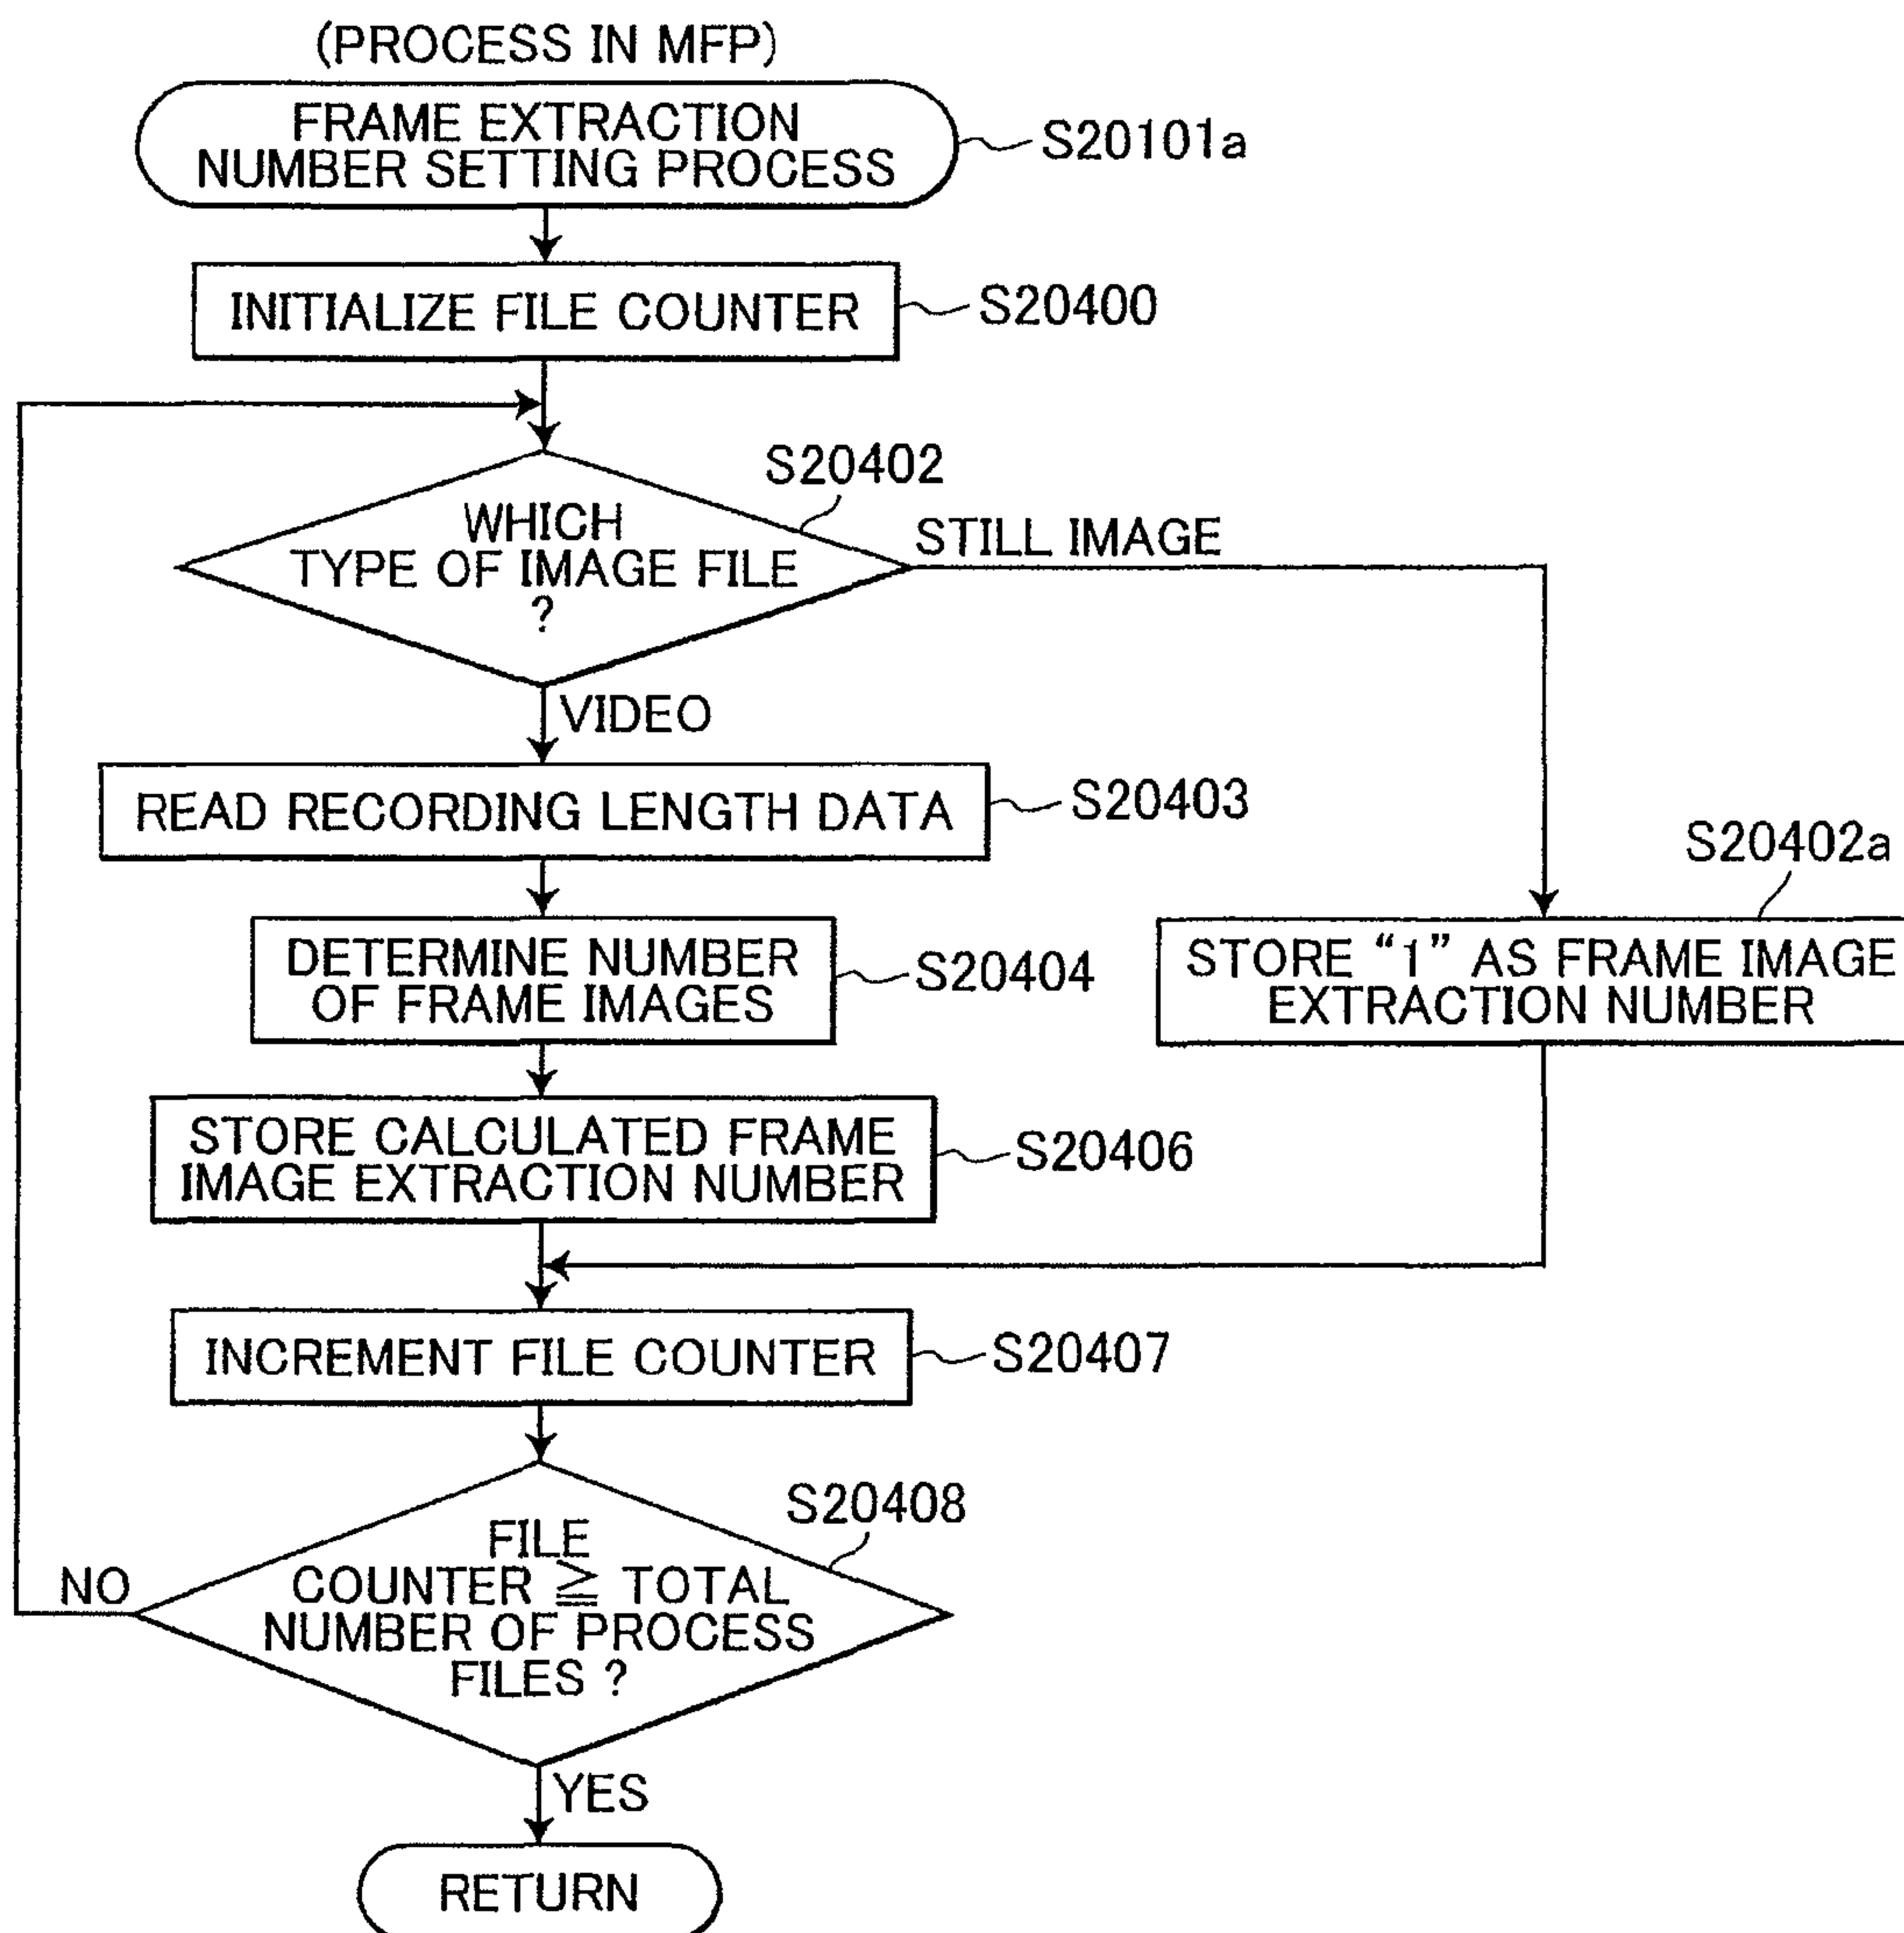 (PROCESS IN MFP)
FRAME EXTRACTION
NUMBER SETTING PROCESS
S20101a
INITIALIZE FILE COUNTER
S20400
S20402
WHICH
TYPE OF IMAGE FILE
?
STILL IMAGE
VIDEO
READ RECORDING LENGTH DATA
S20403
S20402a
DETERMINE NUMBER
OF FRAME IMAGES
S20404
STORE “1” AS FRAME IMAGE
EXTRACTION NUMBER
STORE CALCULATED FRAME
IMAGE EXTRACTION NUMBER
S20406
INCREMENT FILE COUNTER
S20407
S20408
FILE
COUNTER ≧ TOTAL
NUMBER OF PROCESS
FILES ?
NO
YES
RETURN